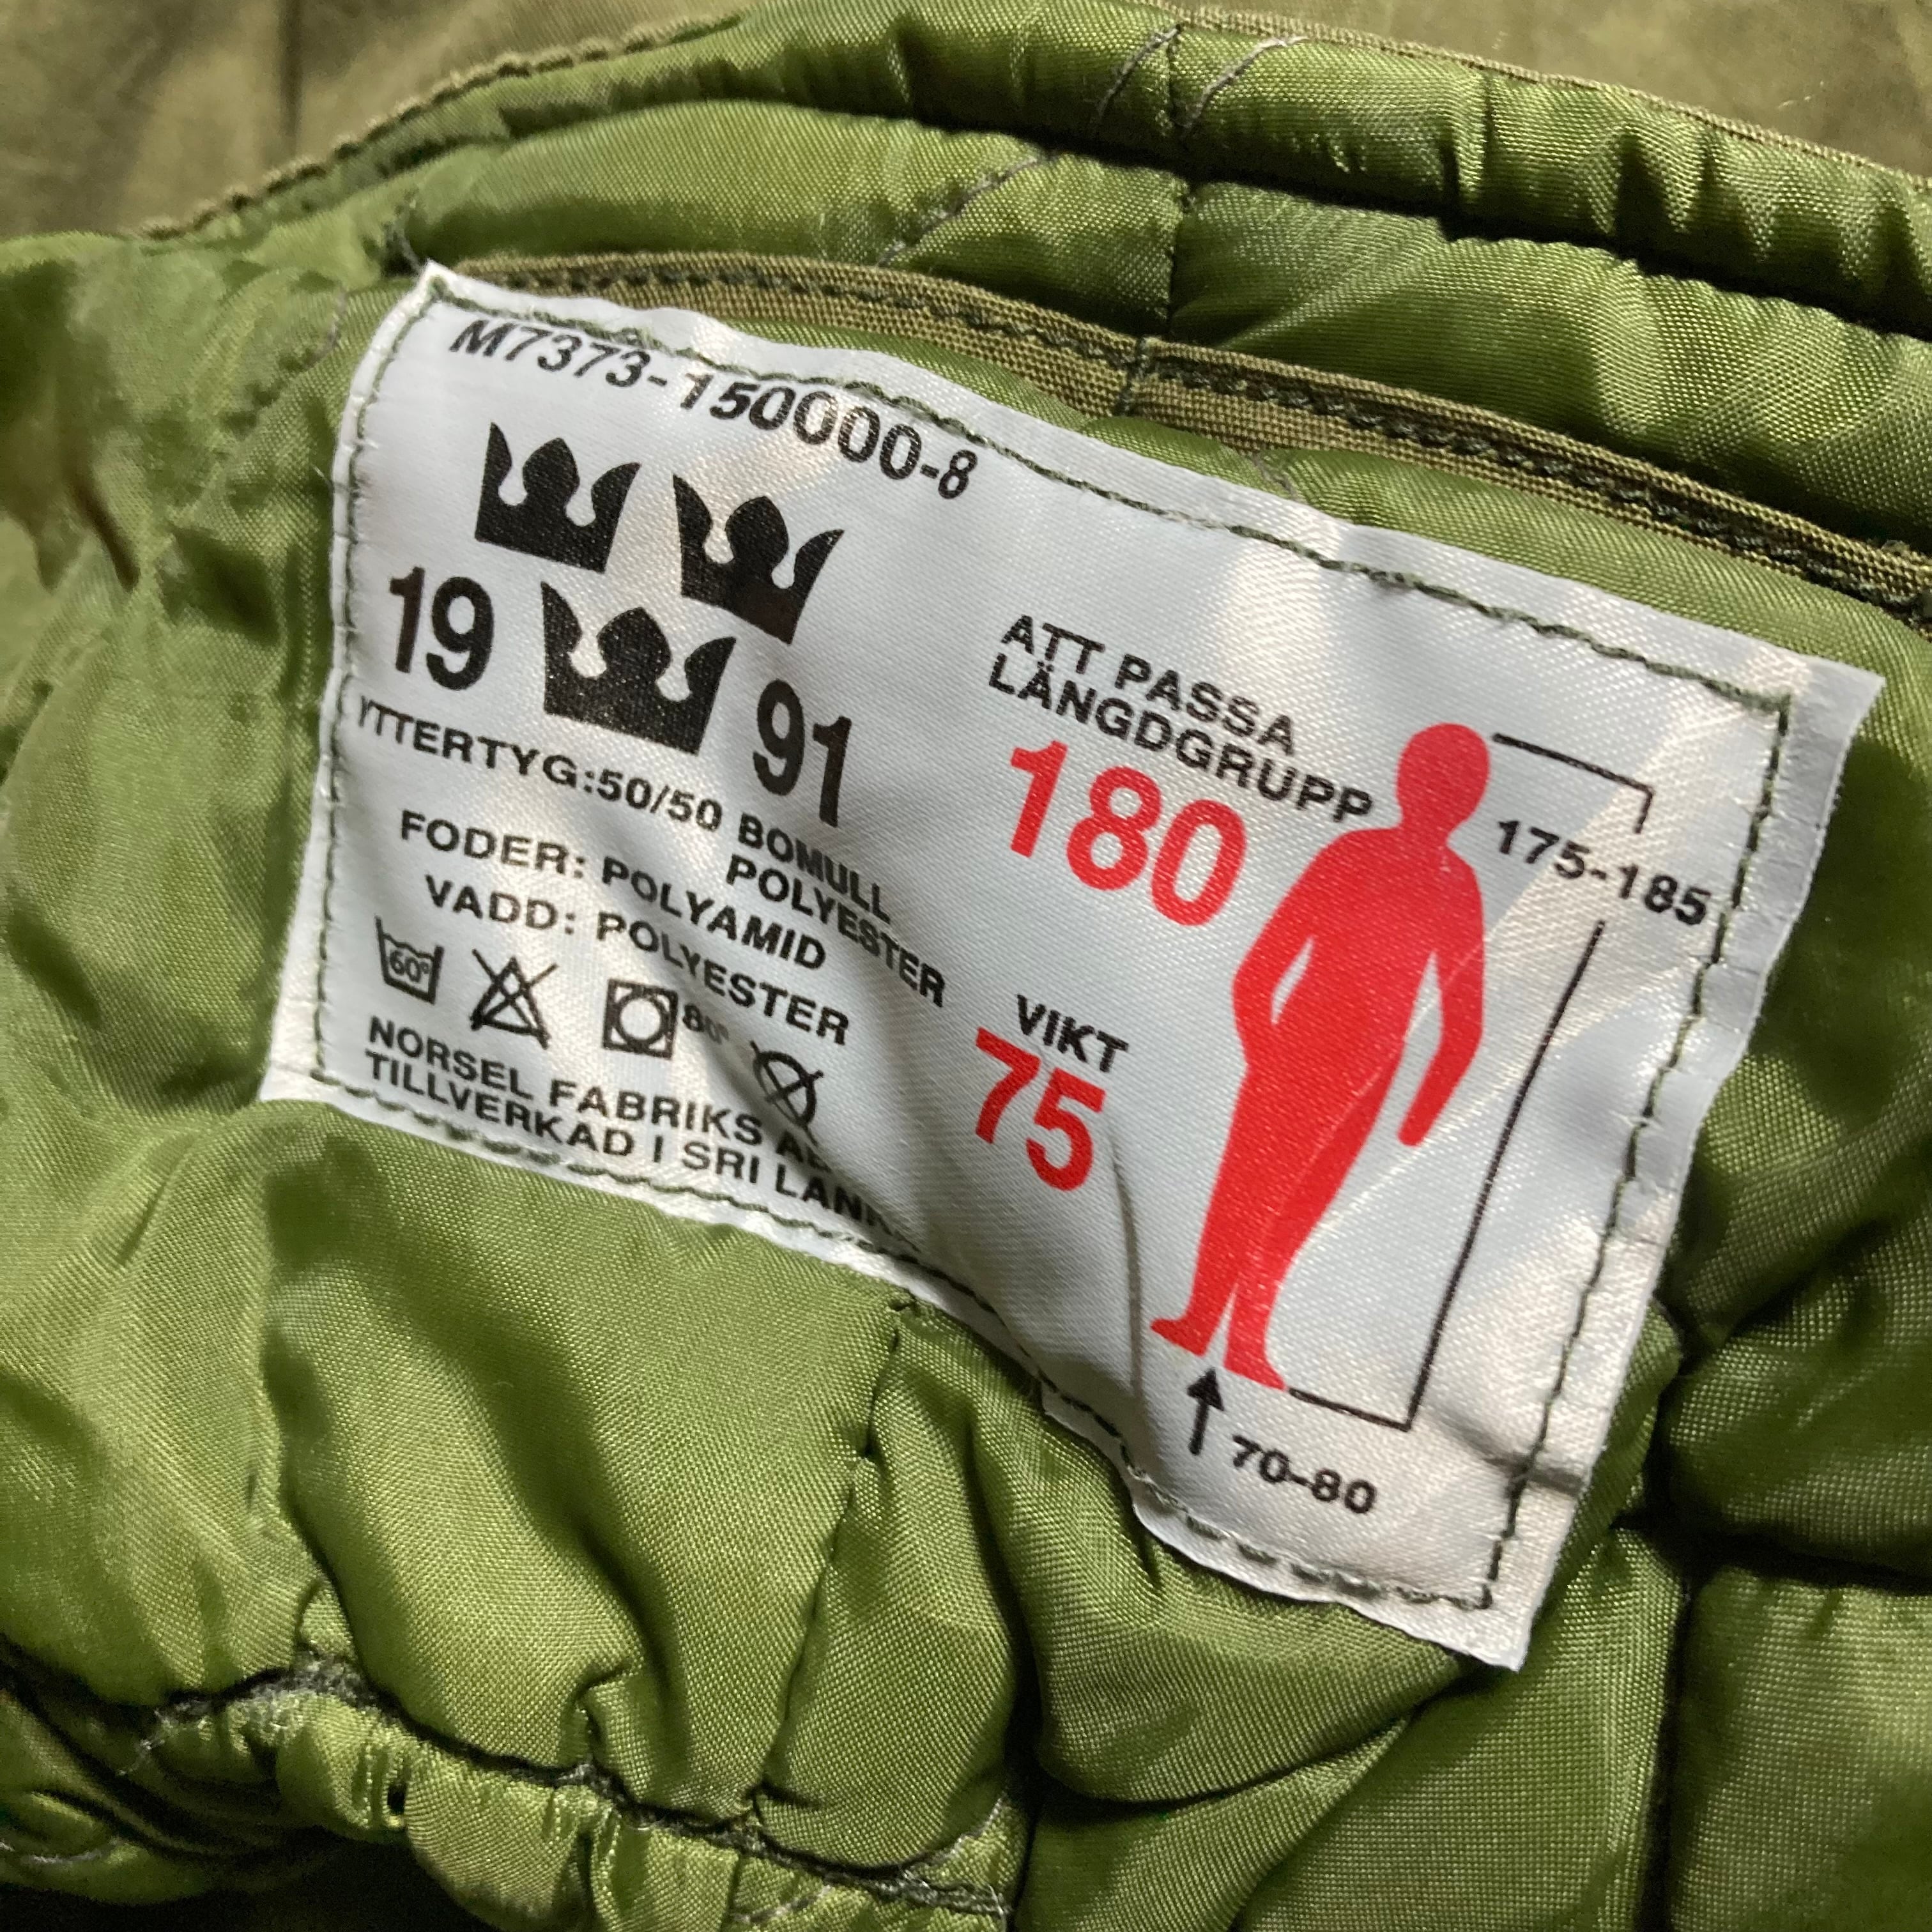 M7373-150000-8
19 91
YTTERTYG:50/50 BOMULL
POLYESTER
FODER: POLYAMID
VADD: POLYESTER
60° 80°
NORSEL FABRIKS
TILLVERKAD I SRI
ATT PASSA
LÄNGDGRUPP
180
175-185
VIKT
75
70-80